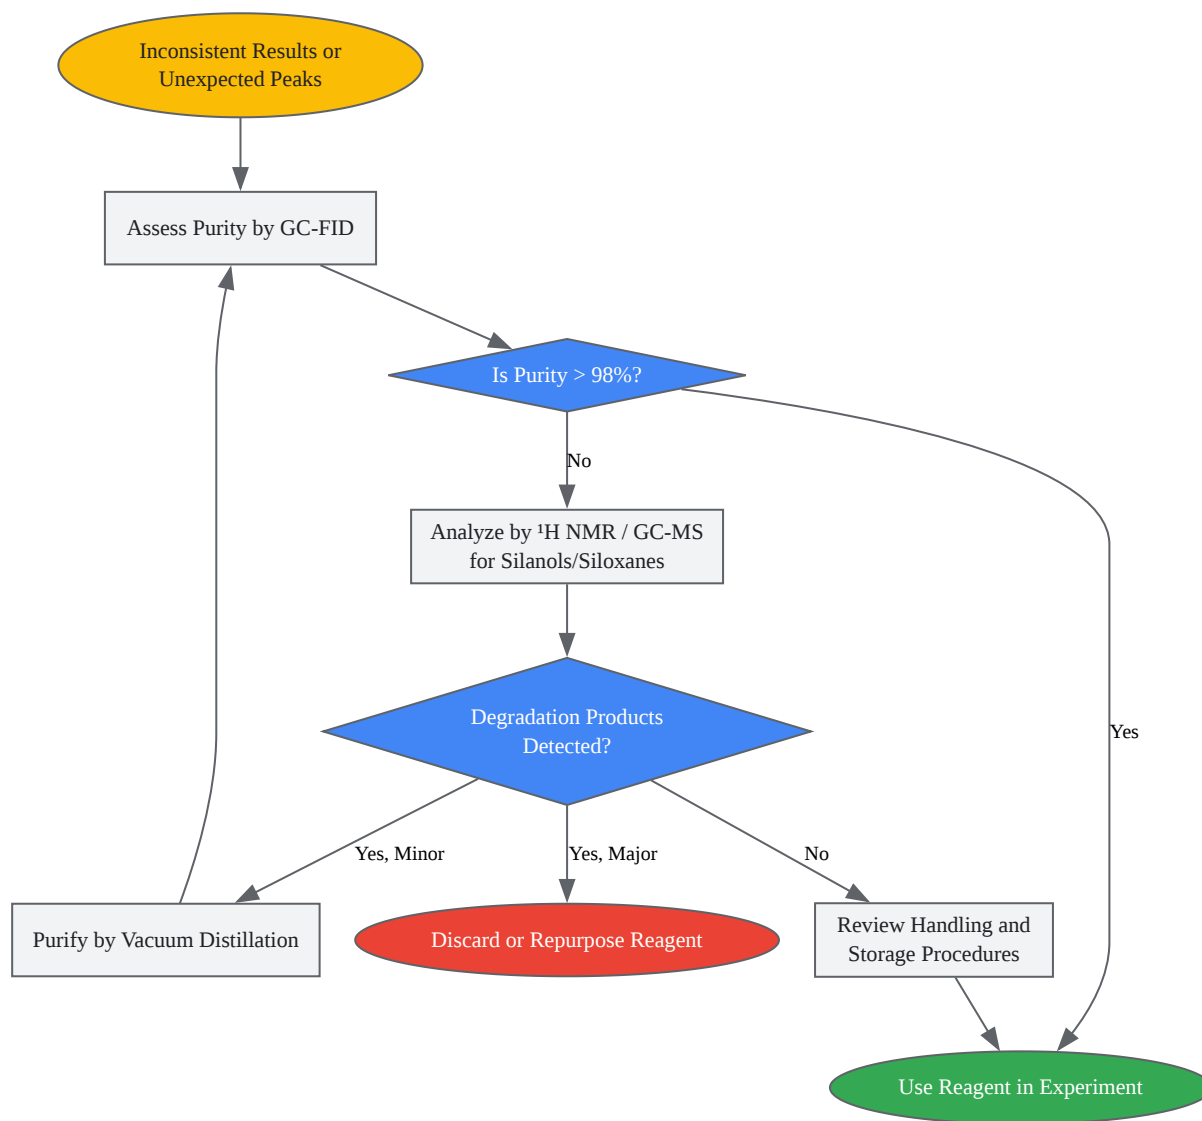 Inconsistent Results or
Unexpected Peaks
Assess Purity by GC-FID
Is Purity > 98%?
No
Analyze by ¹H NMR / GC-MS
for Silanols/Siloxanes
Degradation Products
Detected?
Yes
Yes, Minor
Yes, Major
No
Purify by Vacuum Distillation
Discard or Repurpose Reagent
Review Handling and
Storage Procedures
Use Reagent in Experiment